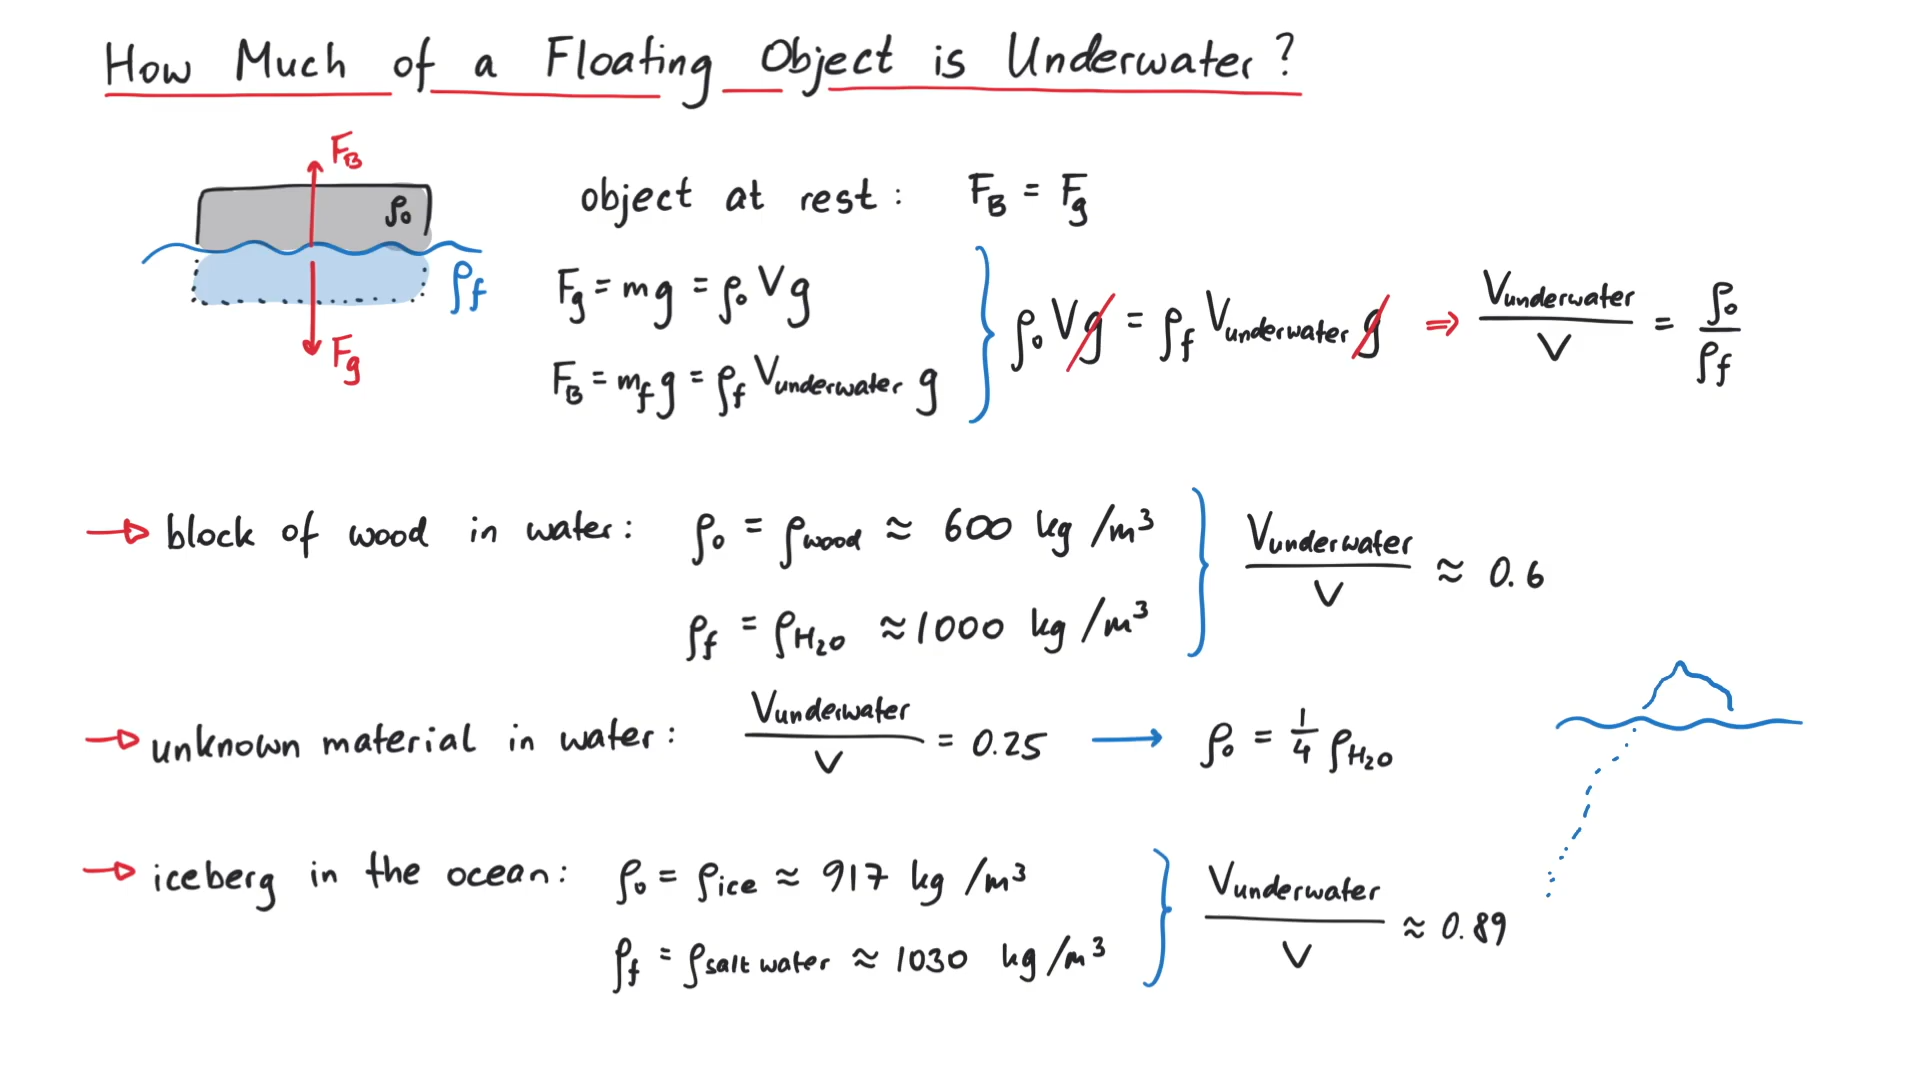 How Much of a Floating Object is Underwater?
F_B
ρ_o
ρ_f
F_g
object at rest: F_B = F_g
F_g = mg = ρ_o Vg
F_B = m_f g = ρ_f V_underwater g
ρ_o Vg = ρ_f V_underwater g ⇒ V_underwater / V = ρ_o / ρ_f
→ block of wood in water: ρ_o = ρ_wood ≈ 600 kg/m³
ρ_f = ρ_H₂O ≈ 1000 kg/m³
V_underwater / V ≈ 0.6
→ unknown material in water: V_underwater / V = 0.25 → ρ_o = 1/4 ρ_H₂O
→ iceberg in the ocean: ρ_o = ρ_ice ≈ 917 kg/m³
ρ_f = ρ_salt water ≈ 1030 kg/m³
V_underwater / V ≈ 0.89